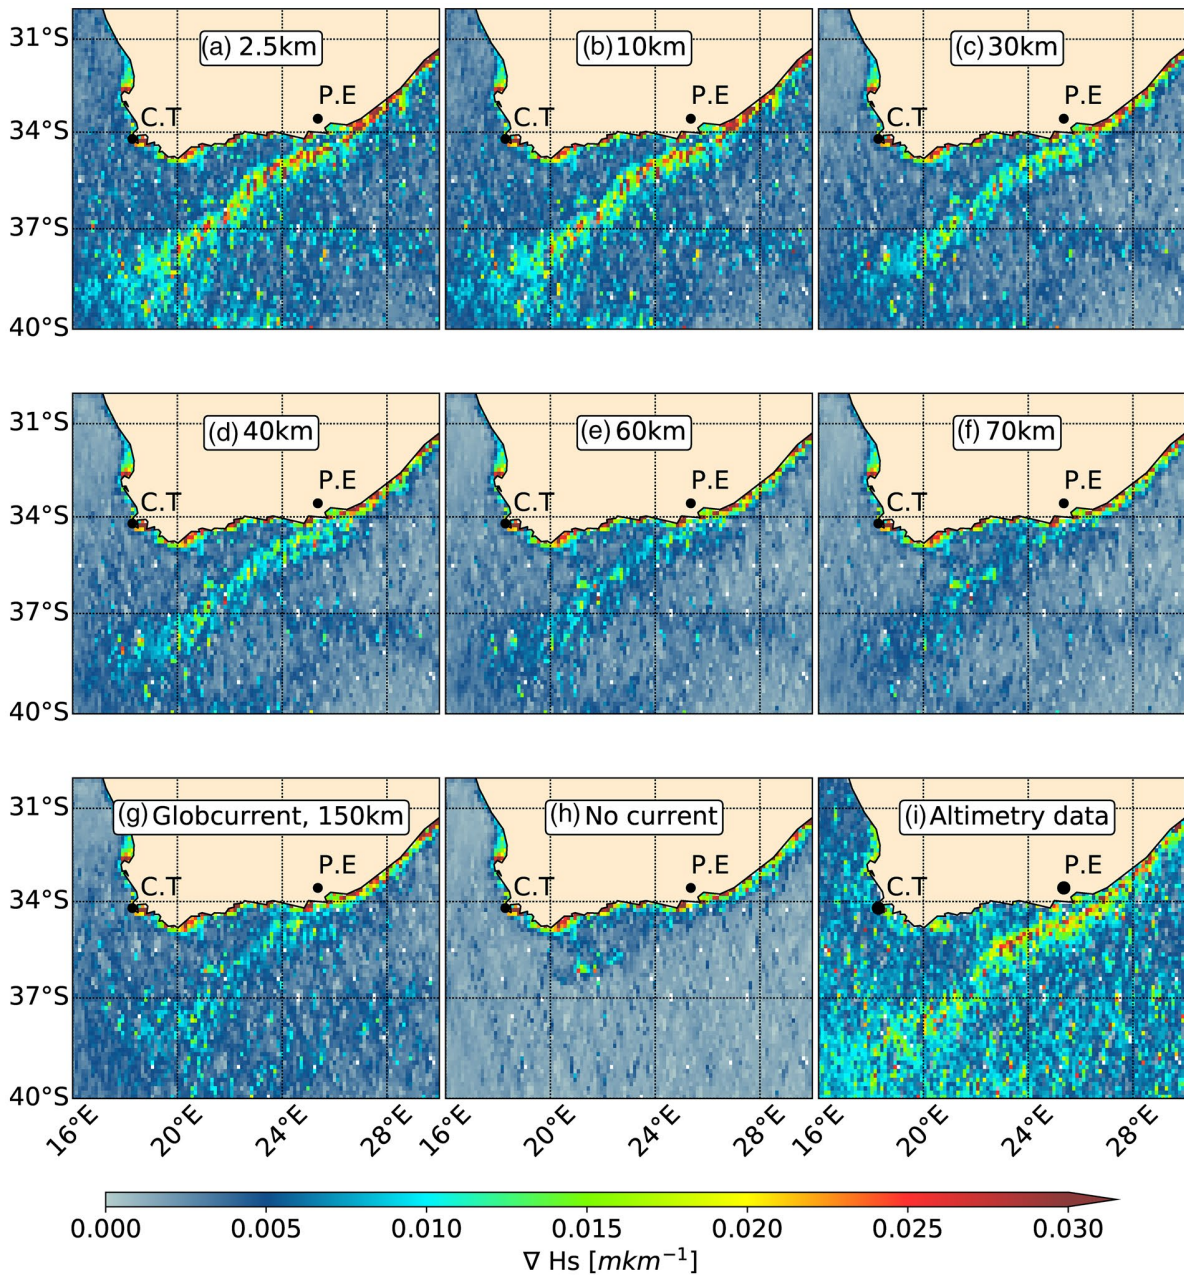 (a) 2.5km
(b) 10km
(c) 30km
31°S
34°S
37°S
40°S
C.T
P.E
C.T
P.E
C.T
P.E
(d) 40km
(e) 60km
(f) 70km
31°S
34°S
37°S
40°S
C.T
P.E
C.T
P.E
C.T
P.E
(g) Globcurrent, 150km
(h) No current
(i) Altimetry data
31°S
34°S
37°S
40°S
C.T
P.E
C.T
P.E
C.T
P.E
16°E 20°E 24°E 28°E 16°E 20°E 24°E 28°E 16°E 20°E 24°E 28°E
0.000 0.005 0.010 0.015 0.020 0.025 0.030
∇ Hs [mkm⁻¹]